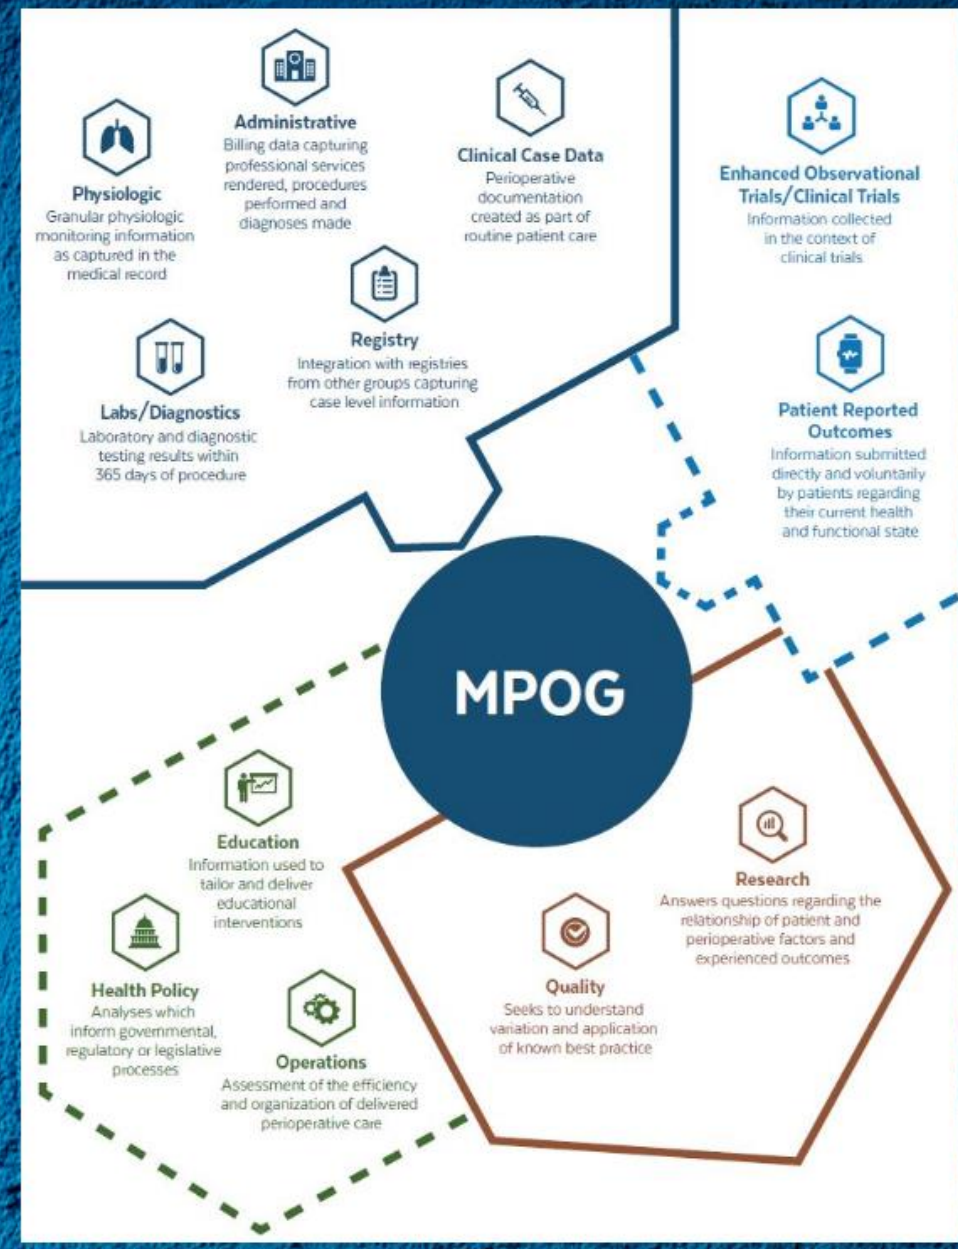 Administrative
Billing data capturing
professional services
rendered, procedures
performed and
diagnoses made
Clinical Case Data
Perioperative
documentation
created as part of
routine patient care
Physiologic
Granular physiologic
monitoring information
as captured in the
medical record
Registry
Integration with registries
from other groups capturing
case level information
Labs/Diagnostics
Laboratory and diagnostic
testing results within
365 days of procedure
Enhanced Observational
Trials/Clinical Trials
Information collected
in the context of
clinical trials
Patient Reported
Outcomes
Information submitted
directly and voluntarily
by patients regarding
their current health
and functional state
MPOG
Education
Information used to
tailor and deliver
educational
interventions
Health Policy
Analyses which
inform governmental,
regulatory or legislative
processes
Operations
Assessment of the efficiency
and organization of delivered
perioperative care
Research
Answers questions regarding the
relationship of patient and
perioperative factors and
experienced outcomes
Quality
Seeks to understand
variation and application
of known best practice